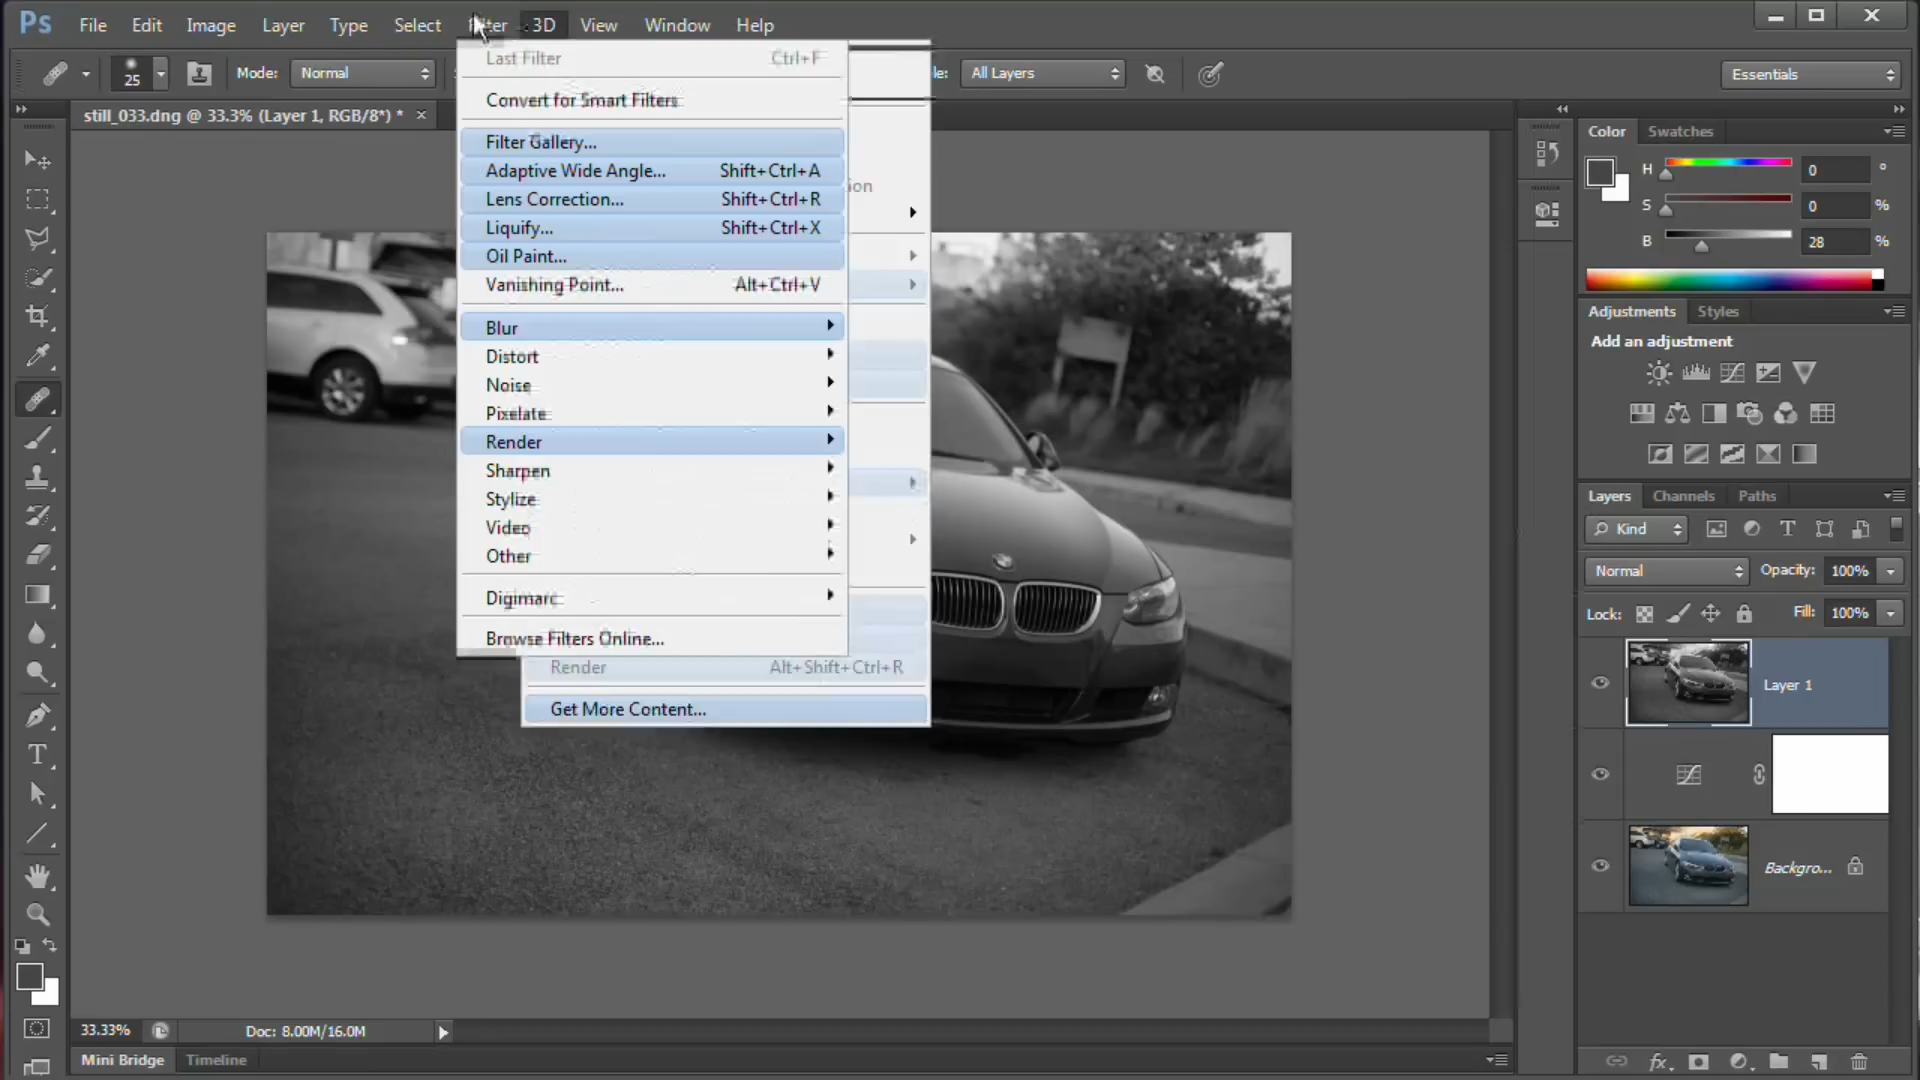 Ps File Edit Image Layer Type Select Filter 3D View Window Help
25 Mode: Normal All Layers Essentials
still_033.dng @ 33.3% (Layer 1, RGB/8*) * ×
Last Filter Ctrl+F
Convert for Smart Filters
Filter Gallery...
Adaptive Wide Angle... Shift+Ctrl+A
Lens Correction... Shift+Ctrl+R
Liquify... Shift+Ctrl+X
Oil Paint...
Vanishing Point... Alt+Ctrl+V
Blur
Distort
Noise
Pixelate
Render
Sharpen
Stylize
Video
Other
Digimarc
Browse Filters Online...
Render Alt+Shift+Ctrl+R
Get More Content...
Color Swatches
H 0 °
S 0 %
B 28 %
Adjustments Styles
Add an adjustment
Layers Channels Paths
Kind
Normal Opacity: 100%
Lock: Fill: 100%
Layer 1
Backgro...
33.33% Doc: 8.00M/16.0M
Mini Bridge Timeline